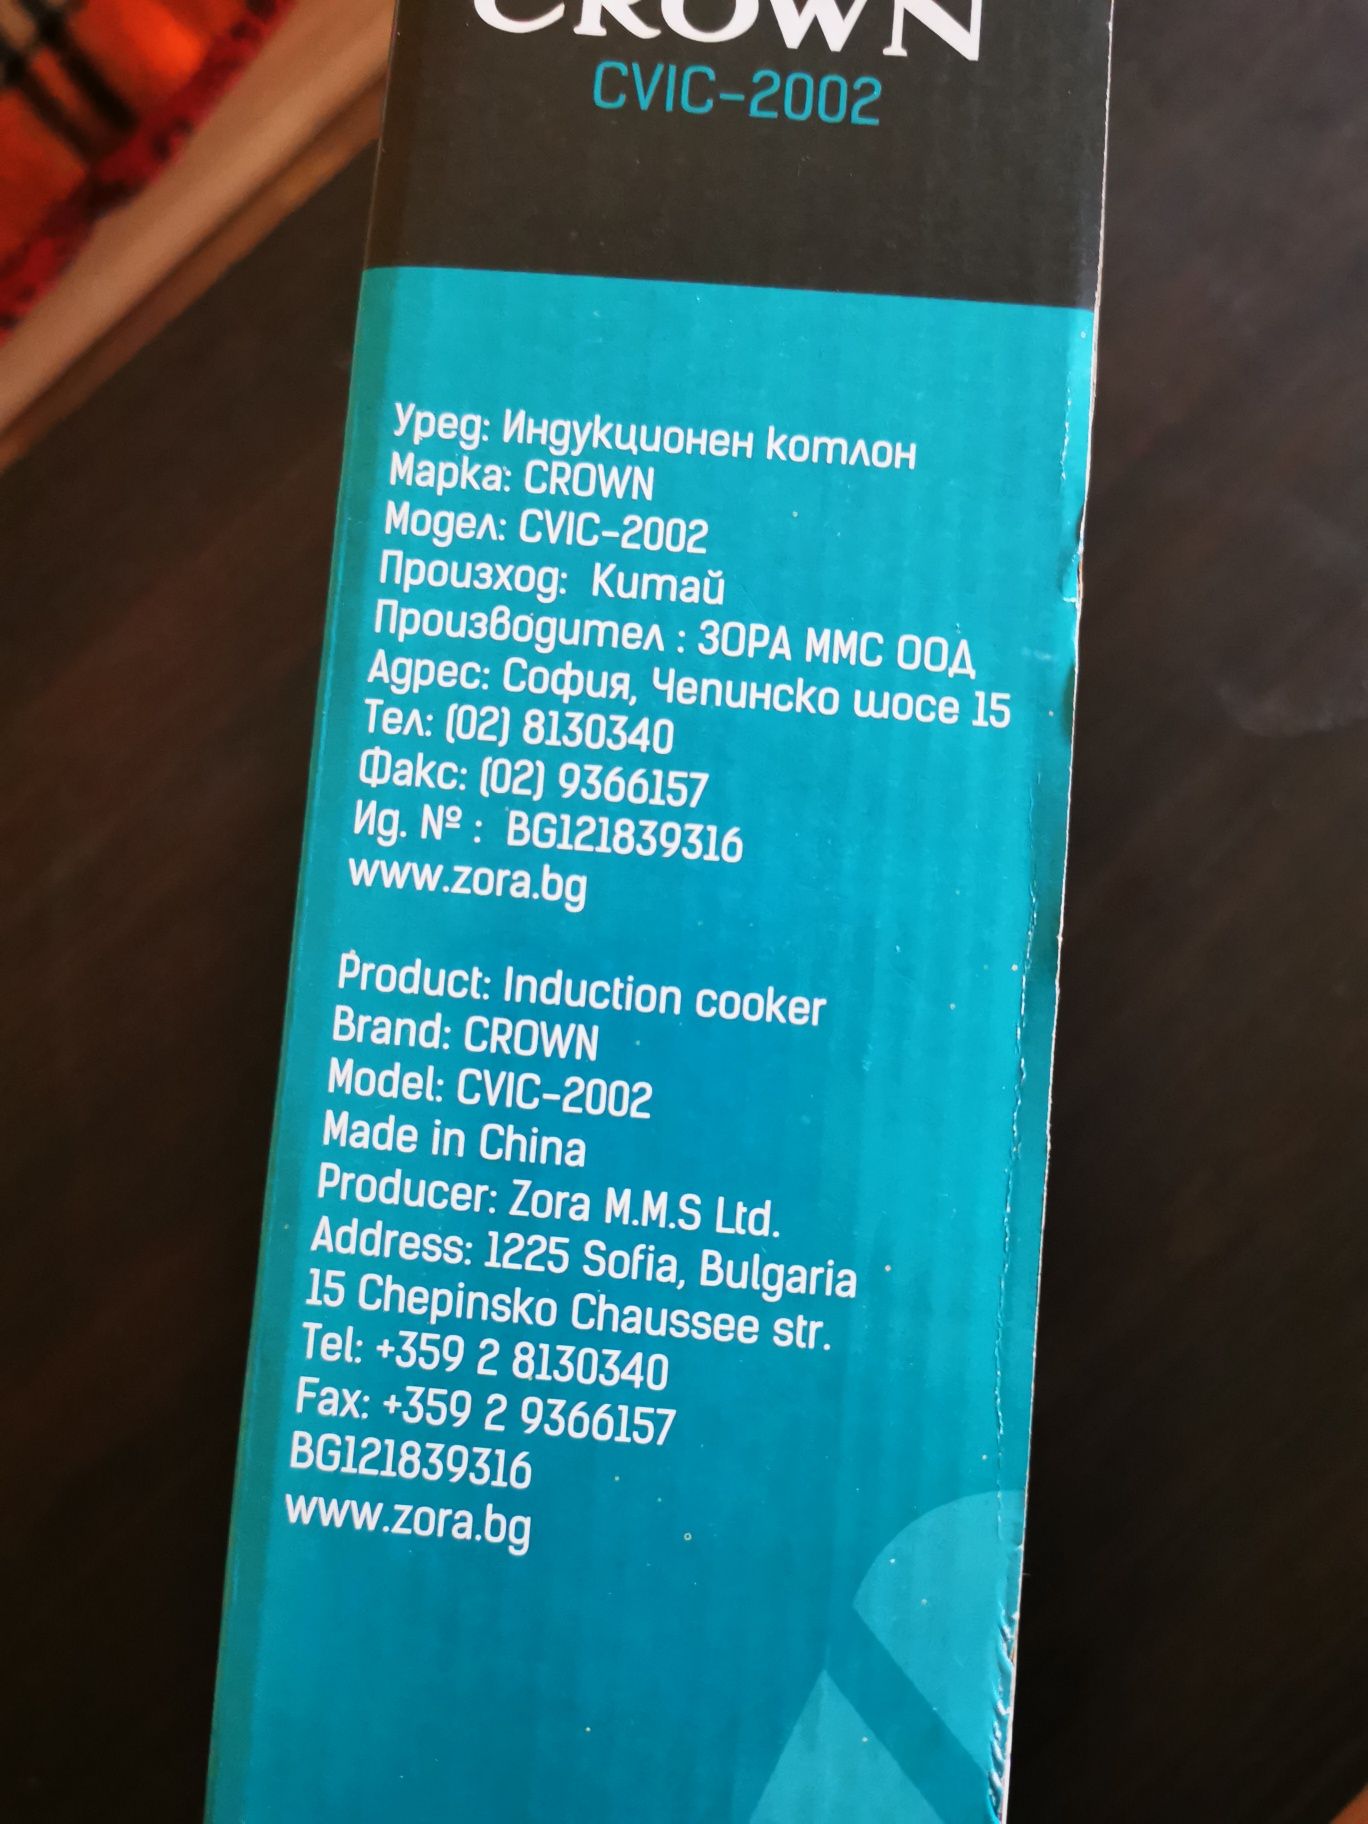 CROWN
CVIC-2002
Уред: Индукционен котлон
Марка: CROWN
Модел: CVIC-2002
Произход: Китай
Производител : ЗОРА ММС ООД
Адрес: София, Чепинско шосе 15
Тел: (02) 8130340
Факс: (02) 9366157
Ид. № : BG121839316
www.zora.bg
Product: Induction cooker
Brand: CROWN
Model: CVIC-2002
Made in China
Producer: Zora M.M.S Ltd.
Address: 1225 Sofia, Bulgaria
15 Chepinsko Chaussee str.
Tel: +359 2 8130340
Fax: +359 2 9366157
BG121839316
www.zora.bg